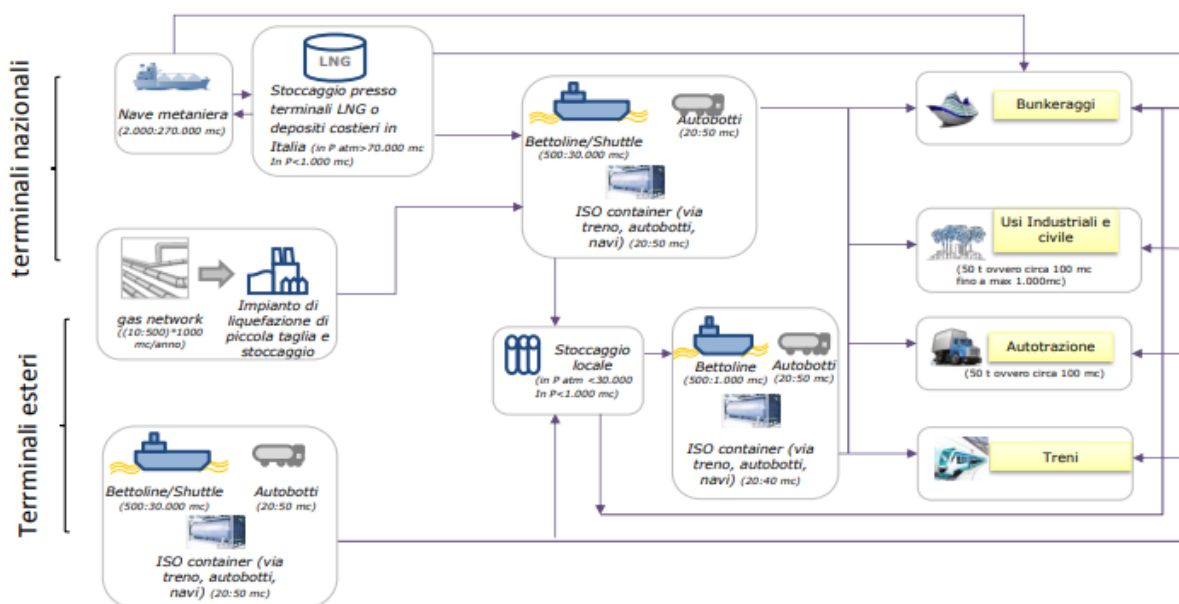 terrminali nazionali
Terrminali esteri
Nave metaniera
(2.000:270.000 mc)
LNG
Stoccaggio presso
terminali LNG o
depositi costieri in
Italia (in P atm>70.000 mc
In P<1.000 mc)
Bettoline/Shuttle
(500:30.000 mc)
Autobotti
(20:50 mc)
ISO container (via
treno, autobotti,
navi) (20:50 mc)
gas network
((10:500)*1000
mc/anno)
Impianto di
liquefazione di
piccola taglia e
stoccaggio
Stoccaggio
locale
(in P atm <30.000
In P<1.000 mc)
Bettoline
(500:1.000 mc)
Autobotti
(20:50 mc)
ISO container (via
treno, autobotti,
navi) (20:40 mc)
Bettoline/Shuttle
(500:30.000 mc)
Autobotti
(20:50 mc)
ISO container (via
treno, autobotti,
navi) (20:50 mc)
Bunkeraggi
Usi Industriali e
civile
(50 t ovvero circa 100 mc
fino a max 1.000mc)
Autotrazione
(50 t ovvero circa 100 mc)
Treni